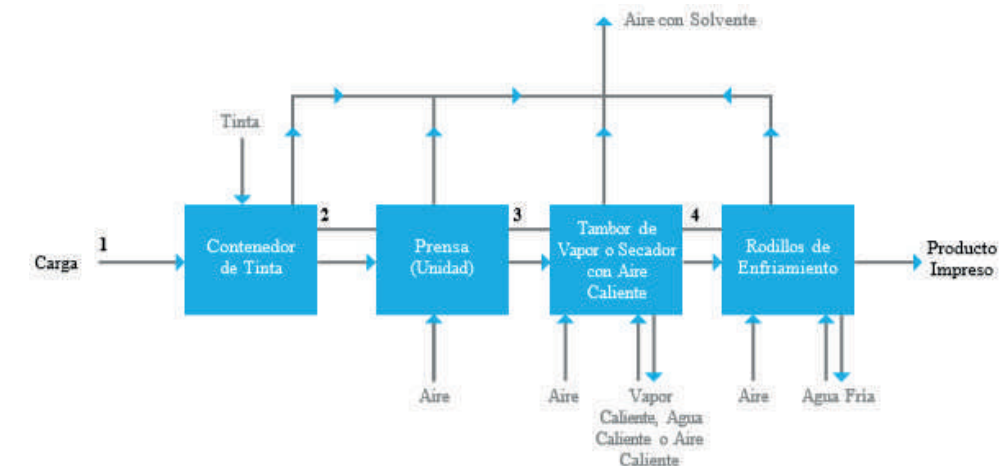 Aire con Solvente
Tinta
1
2
3
4
Carga
Contenedor
de Tinta
Prensa
(Unidad)
Tambor de
Vapor o Secador
con Aire
Caliente
Rodillos de
Enfriamiento
Producto
Impreso
Aire
Aire
Vapor
Caliente, Agua
Caliente o Aire
Caliente
Aire
Agua Fría